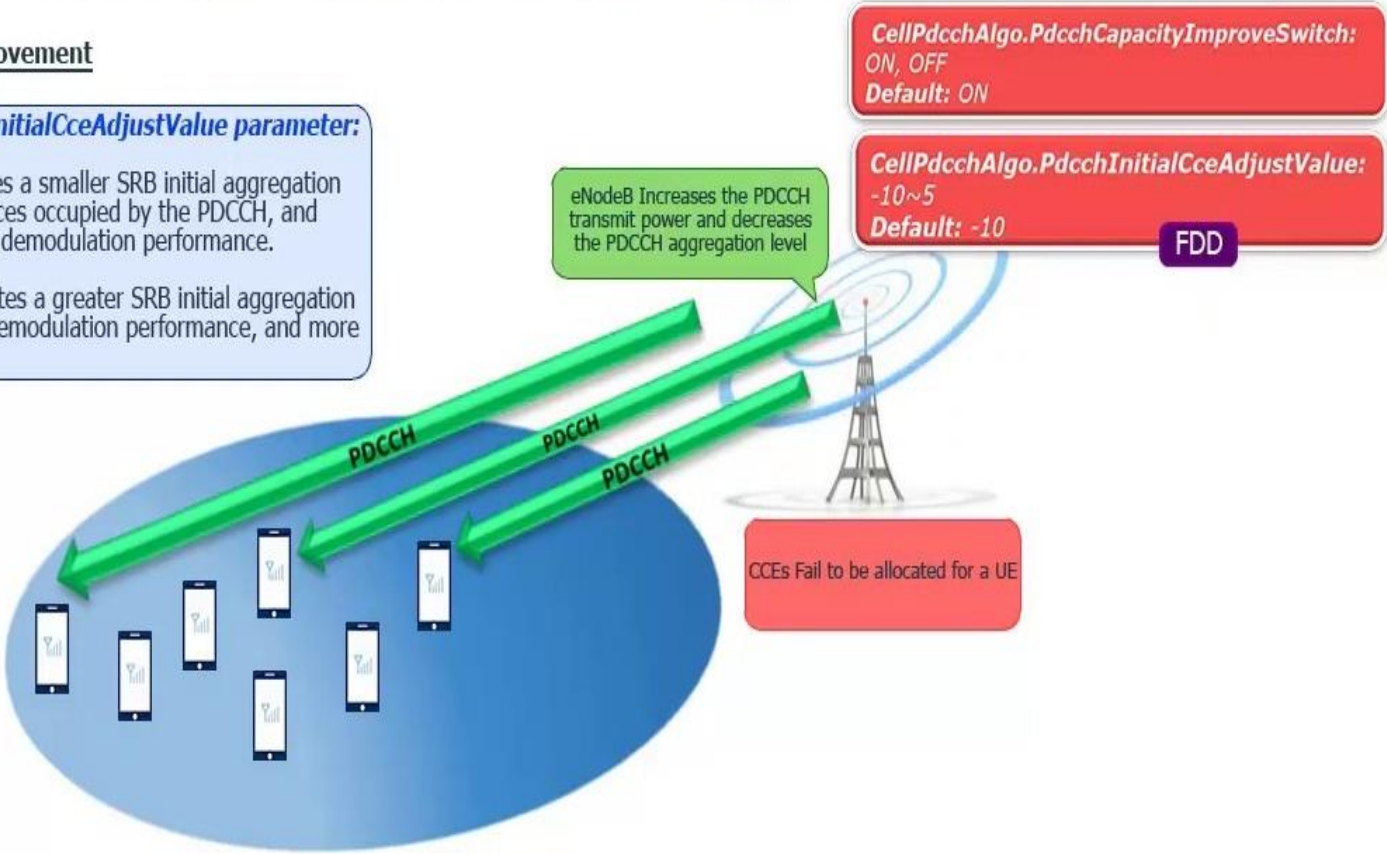 ovement
nitialCceAdjustValue parameter:
es a smaller SRB initial aggregation
ces occupied by the PDCCH, and
demodulation performance.
tes a greater SRB initial aggregation
emodulation performance, and more
eNodeB Increases the PDCCH
transmit power and decreases
the PDCCH aggregation level
CellPdcchAlgo.PdcchCapacityImproveSwitch:
ON, OFF
Default: ON
CellPdcchAlgo.PdcchInitialCceAdjustValue:
-10~5
Default: -10
FDD
PDCCH
PDCCH
PDCCH
CCEs Fail to be allocated for a UE